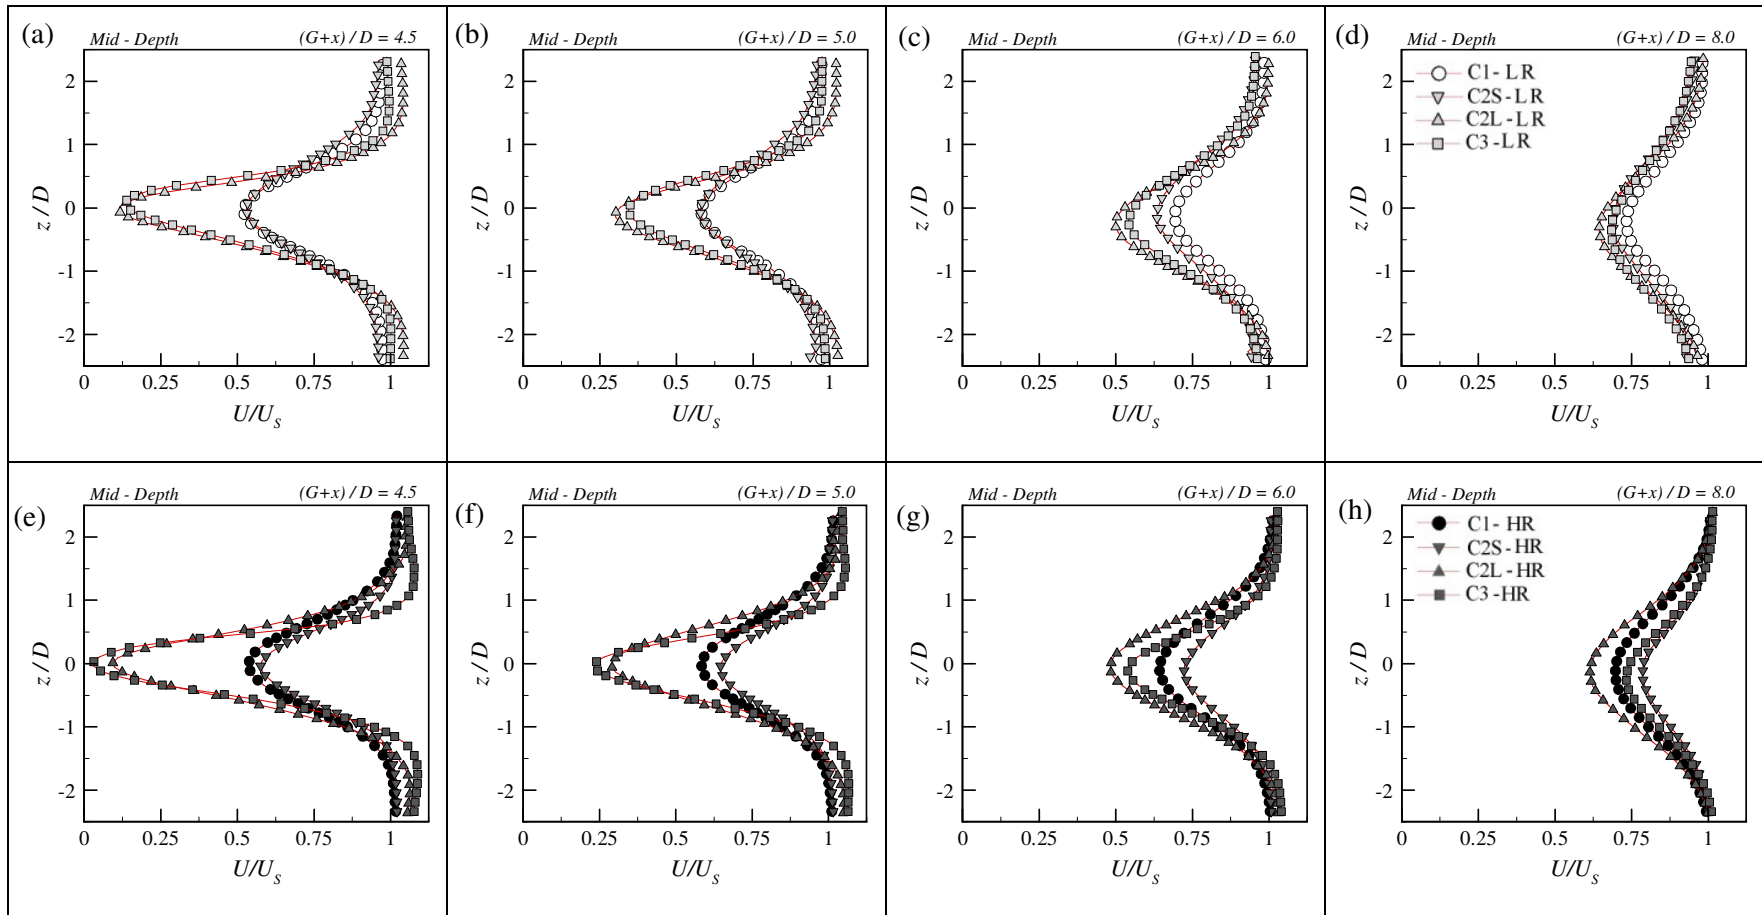 (a) Mid - Depth (G+x) / D = 4.5
2
1
0
-1
-2
z / D
0 0.25 0.5 0.75 1
U/U_S
(b) Mid - Depth (G+x) / D = 5.0
2
1
0
-1
-2
z / D
0 0.25 0.5 0.75 1
U/U_S
(c) Mid - Depth (G+x) / D = 6.0
2
1
0
-1
-2
z / D
0 0.25 0.5 0.75 1
U/U_S
(d) Mid - Depth (G+x) / D = 8.0
C1 - LR
C2S - LR
C2L - LR
C3 - LR
2
1
0
-1
-2
z / D
0 0.25 0.5 0.75 1
U/U_S
(e) Mid - Depth (G+x) / D = 4.5
2
1
0
-1
-2
z / D
0 0.25 0.5 0.75 1
U/U_S
(f) Mid - Depth (G+x) / D = 5.0
2
1
0
-1
-2
z / D
0 0.25 0.5 0.75 1
U/U_S
(g) Mid - Depth (G+x) / D = 6.0
2
1
0
-1
-2
z / D
0 0.25 0.5 0.75 1
U/U_S
(h) Mid - Depth (G+x) / D = 8.0
C1 - HR
C2S - HR
C2L - HR
C3 - HR
2
1
0
-1
-2
z / D
0 0.25 0.5 0.75 1
U/U_S